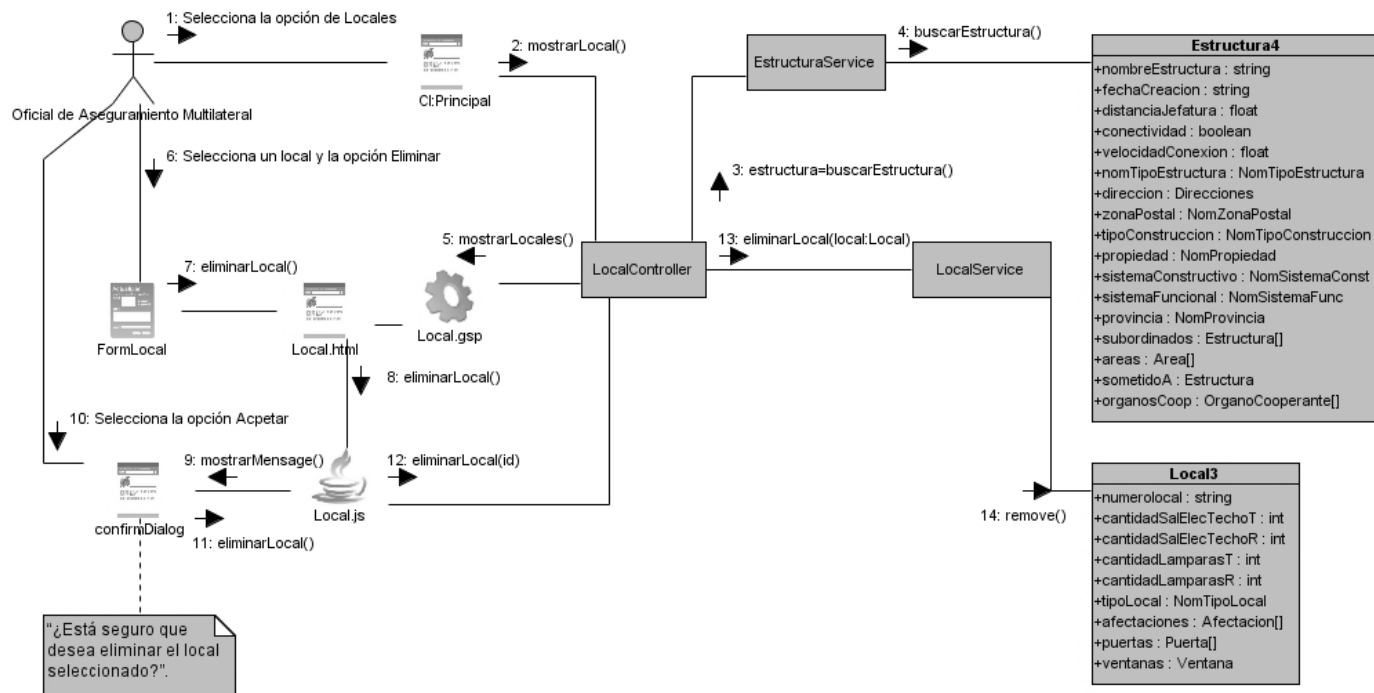 1: Selecciona la opción de Locales
Oficial de Aseguramiento Multilateral
CI:Principal
2: mostrarLocal()
EstructuraService
4: buscarEstructura()
Estructura4
+nombreEstructura : string
+fechaCreacion : string
+distanciaJefatura : float
+conectividad : boolean
+velocidadConexion : float
+nomTipoEstructura : NomTipoEstructura
+direccion : Direcciones
+zonaPostal : NomZonaPostal
+tipoConstruccion : NomTipoConstruccion
+propiedad : NomPropiedad
+sistemaConstructivo : NomSistemaConst
+sistemaFuncional : NomSistemaFunc
+provincia : NomProvincia
+subordinados : Estructura[]
+areas : Area[]
+sometidoA : Estructura
+organosCoop : OrganoCooperante[]
6: Selecciona un local y la opción Eliminar
3: estructura=buscarEstructura()
5: mostrarLocales()
LocalController
13: eliminarLocal(local:Local)
LocalService
7: eliminarLocal()
FormLocal
Local.html
Local.gsp
8: eliminarLocal()
10: Selecciona la opción Acpetar
9: mostrarMensage()
12: eliminarLocal(id)
confirmDialog
Local.js
11: eliminarLocal()
14: remove()
Local3
+numerolocal : string
+cantidadSalElecTechoT : int
+cantidadSalElecTechoR : int
+cantidadLamparasT : int
+cantidadLamparasR : int
+tipoLocal : NomTipoLocal
+afectaciones : Afectacion[]
+puertas : Puerta[]
+ventanas : Ventana
"¿Está seguro que
desea eliminar el local
seleccionado?".